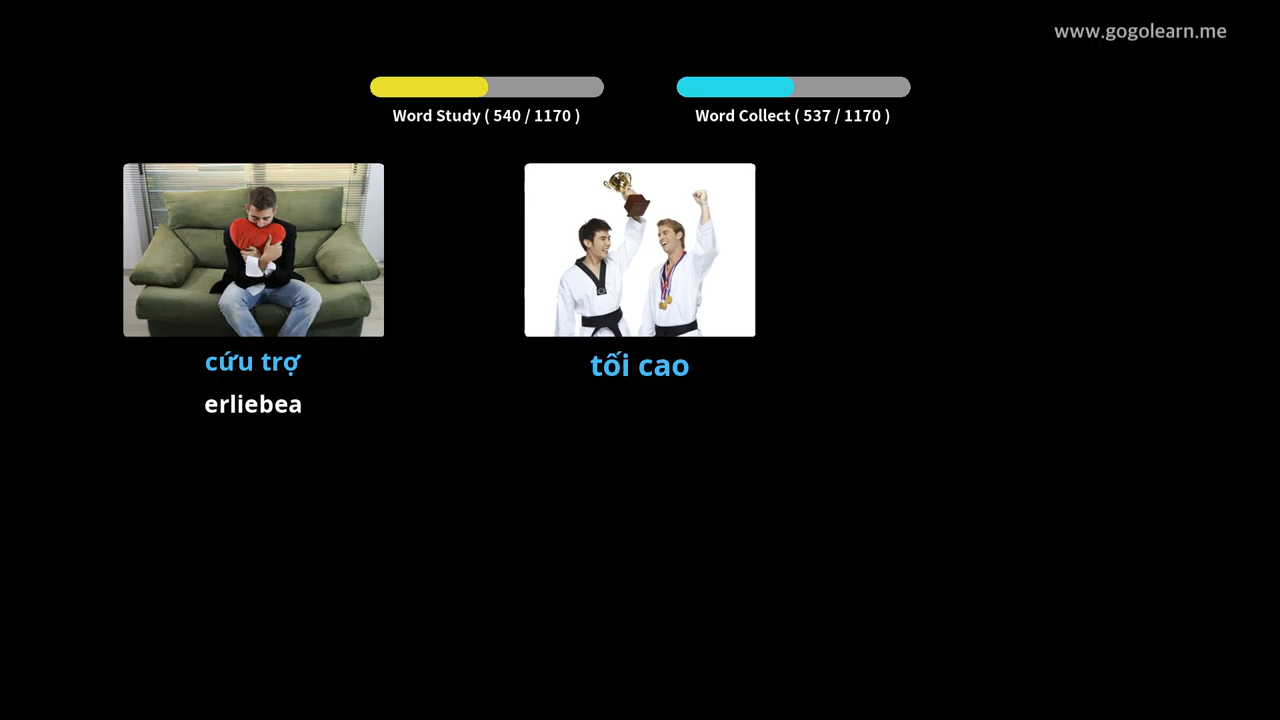 www.gogolearn.me
Word Study ( 540 / 1170 )
Word Collect ( 537 / 1170 )
cứu trợ
erliebea
tối cao